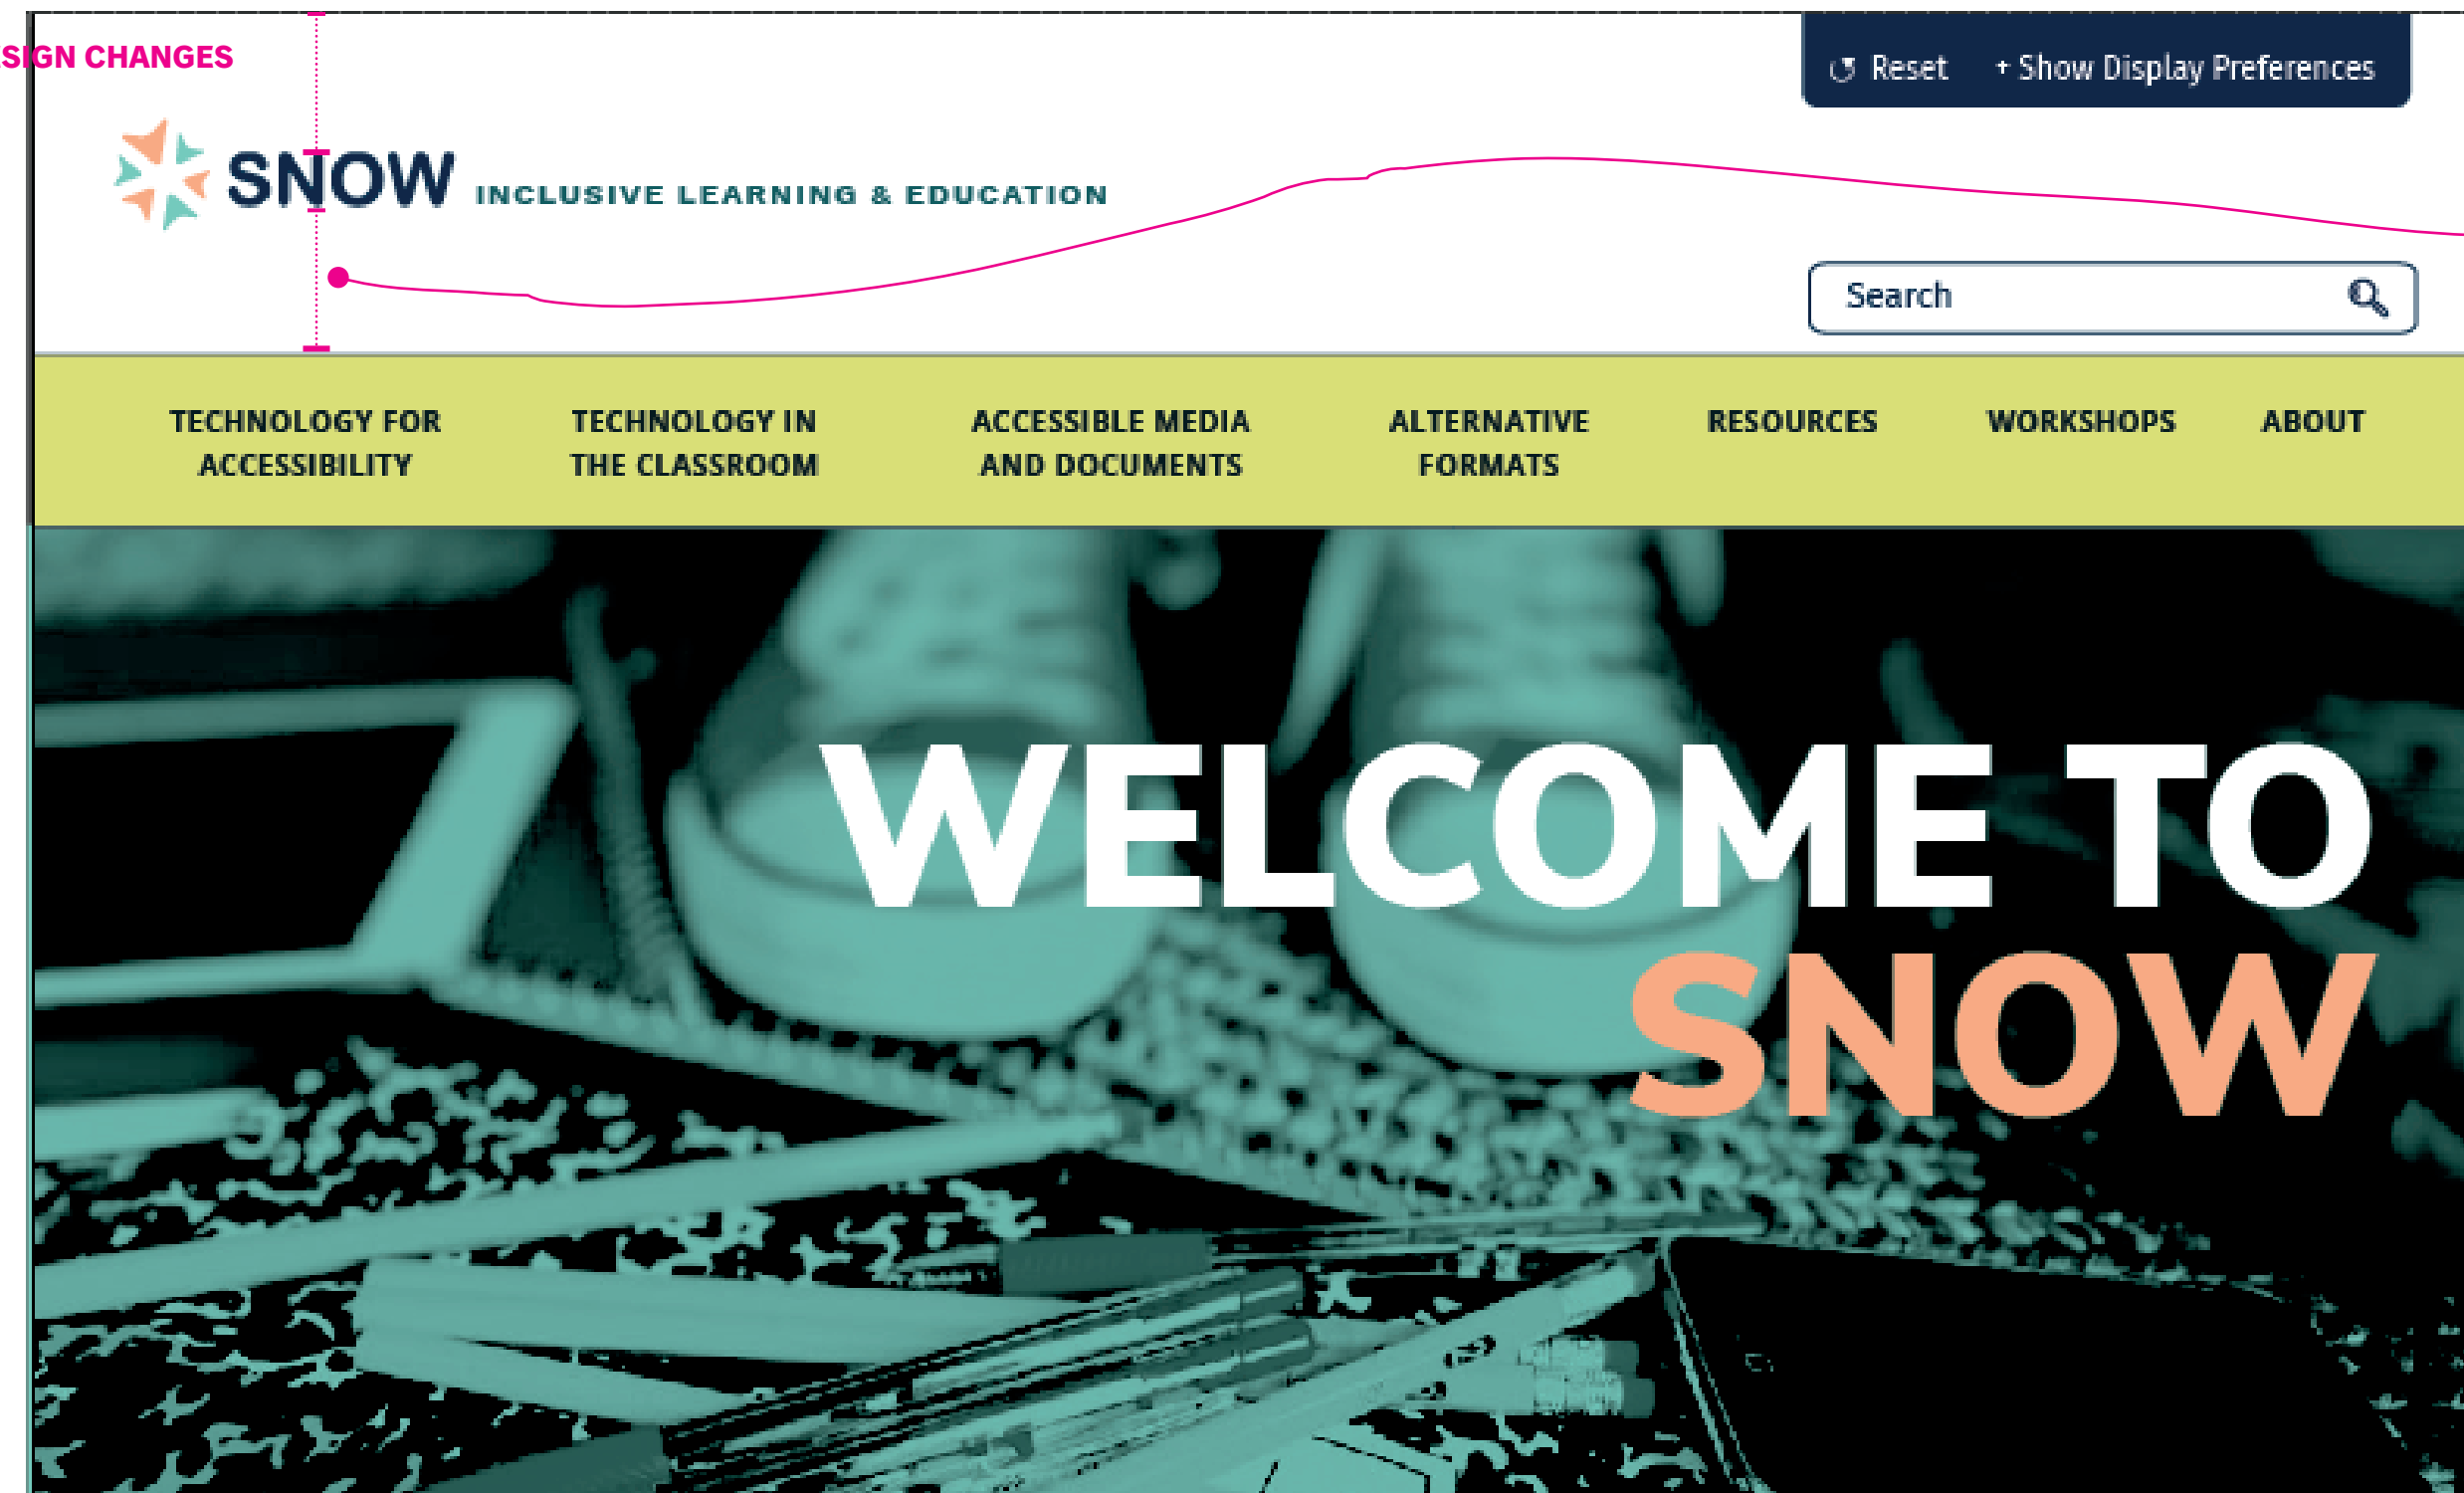 SIGN CHANGES
Reset + Show Display Preferences
SNOW INCLUSIVE LEARNING & EDUCATION
Search
TECHNOLOGY FOR
ACCESSIBILITY
TECHNOLOGY IN
THE CLASSROOM
ACCESSIBLE MEDIA
AND DOCUMENTS
ALTERNATIVE
FORMATS
RESOURCES
WORKSHOPS
ABOUT
WELCOME TO
SNOW